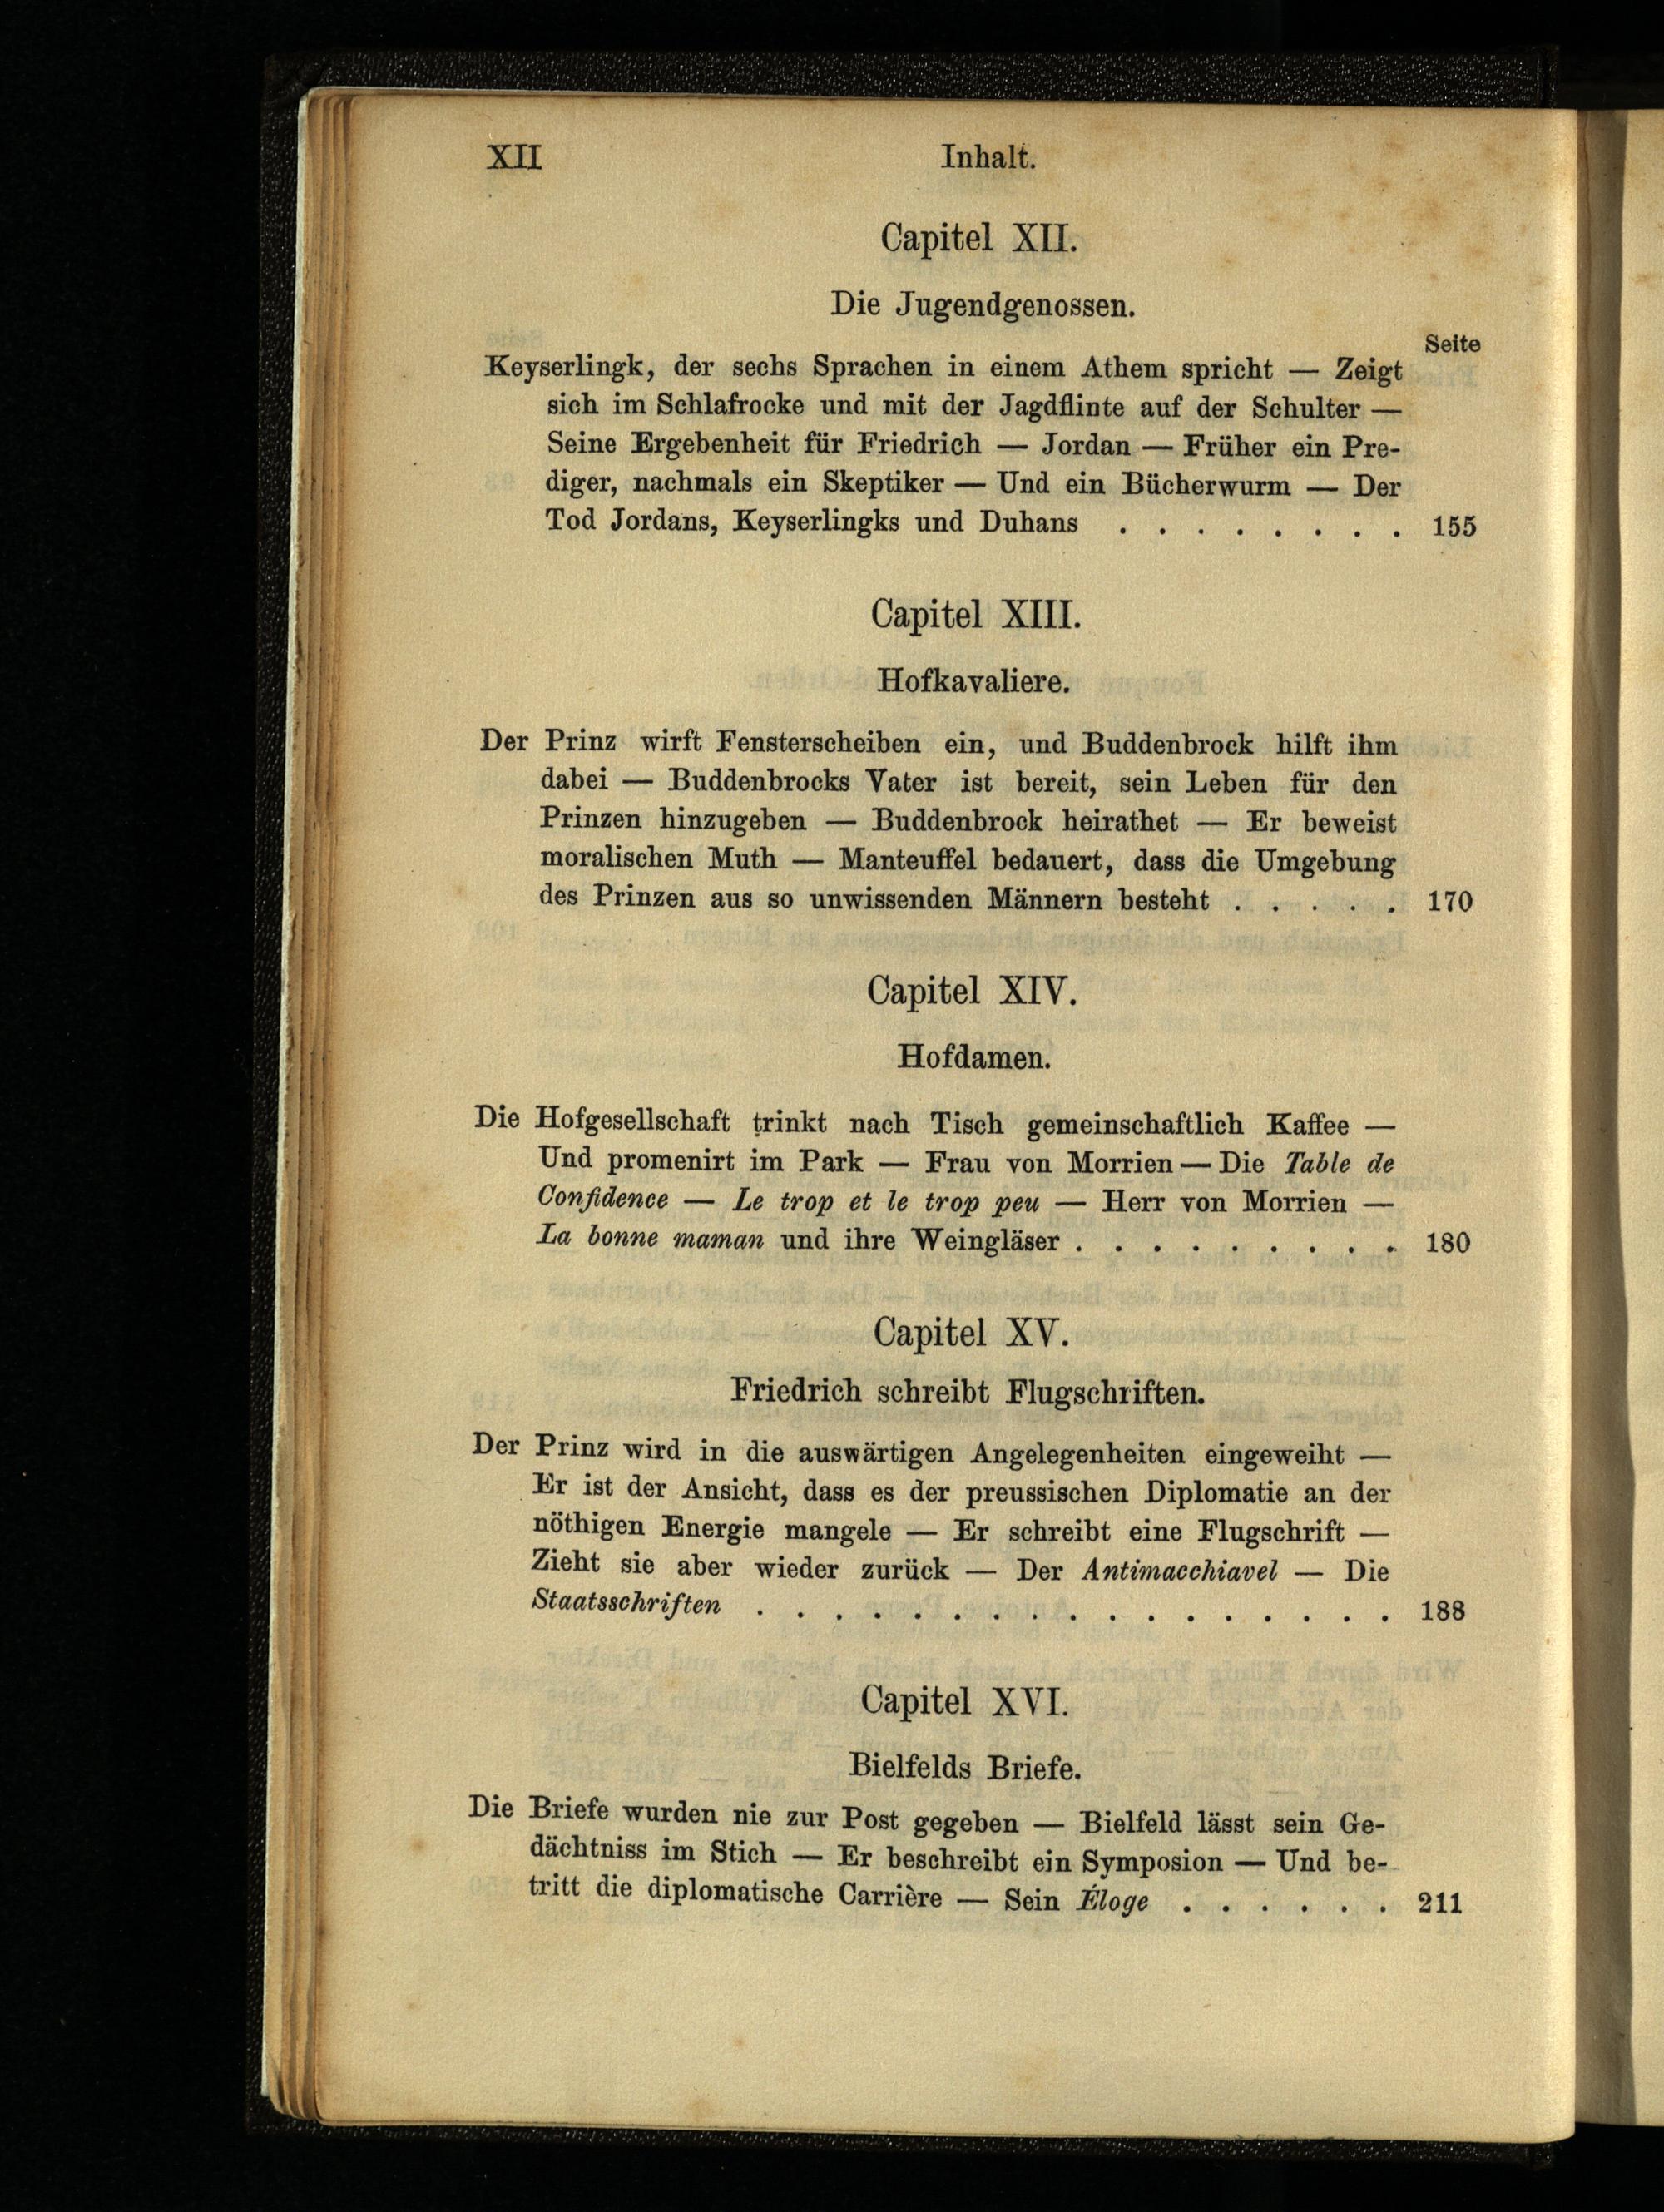 XII Inhalt.
Capitel XII.
Die Jugendgenossen.
Seite
Keyserlingk, der sechs Sprachen in einem Athem spricht — Zeigt
sich im Schlafrocke und mit der Jagdflinte auf der Schulter —
Seine Ergebenheit für Friedrich — Jordan — Früher ein Pre-
diger, nachmals ein Skeptiker — Und ein Bücherwurm — Der
Tod Jordans, Keyserlingks und Duhans . . . . . . . . 155
Capitel XIII.
Hofkavaliere.
Der Prinz wirft Fensterscheiben ein, und Buddenbrock hilft ihm
dabei — Buddenbrocks Vater ist bereit, sein Leben für den
Prinzen hinzugeben — Buddenbrock heirathet — Er beweist
moralischen Muth — Manteuffel bedauert, dass die Umgebung
des Prinzen aus so unwissenden Männern besteht . . . . . 170
Capitel XIV.
Hofdamen.
Die Hofgesellschaft trinkt nach Tisch gemeinschaftlich Kaffee —
Und promenirt im Park — Frau von Morrien — Die Table de
Confidence — Le trop et le trop peu — Herr von Morrien —
La bonne maman und ihre Weingläser . . . . . . . . . 180
Capitel XV.
Friedrich schreibt Flugschriften.
Der Prinz wird in die auswärtigen Angelegenheiten eingeweiht —
Er ist der Ansicht, dass es der preussischen Diplomatie an der
nöthigen Energie mangele — Er schreibt eine Flugschrift —
Zieht sie aber wieder zurück — Der Antimacchiavel — Die
Staatsschriften . . . . . . . . . . . . . . . . . 188
Capitel XVI.
Bielfelds Briefe.
Die Briefe wurden nie zur Post gegeben — Bielfeld lässt sein Ge-
dächtniss im Stich — Er beschreibt ein Symposion — Und be-
tritt die diplomatische Carrière — Sein Éloge . . . . . . 211